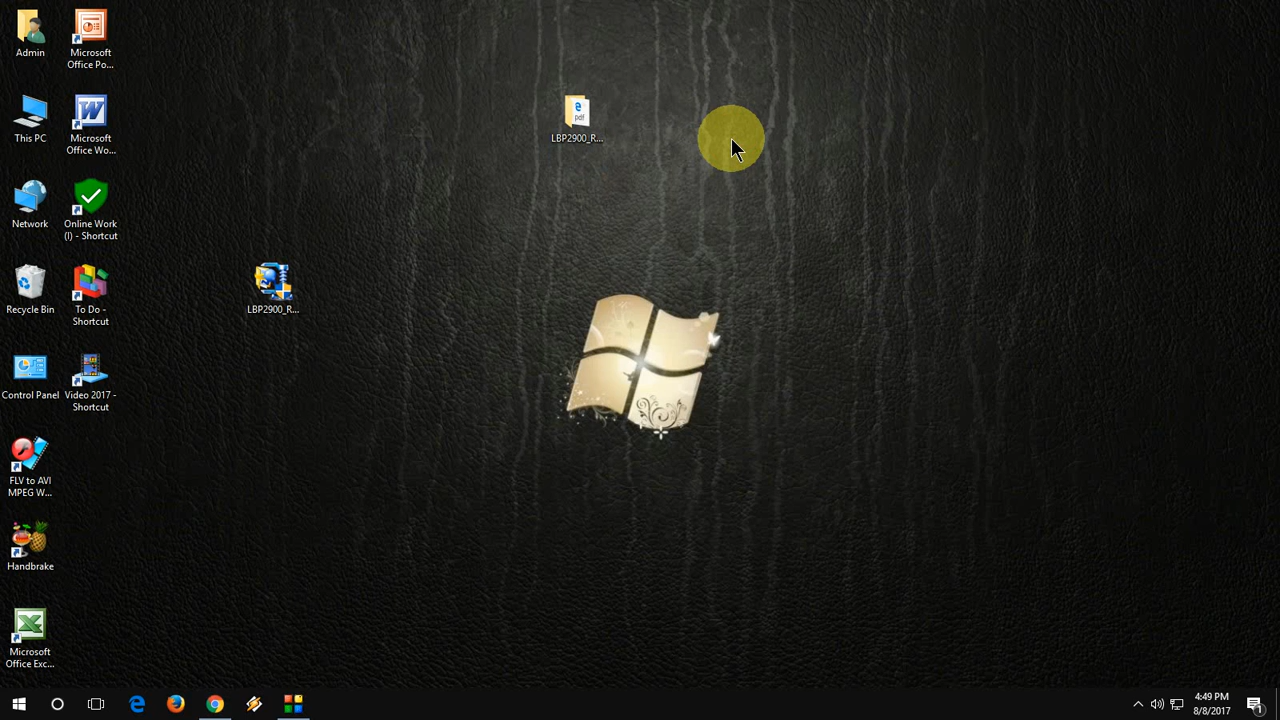 Admin
Microsoft
Office Po...
This PC
Microsoft
Office Wo...
Network
Online Work
(I) - Shortcut
Recycle Bin
To Do -
Shortcut
Control Panel
Video 2017 -
Shortcut
FLV to AVI
MPEG W...
Handbrake
Microsoft
Office Exc...
LBP2900_R...
pdf
LBP2900_R...
4:49 PM
8/8/2017
1